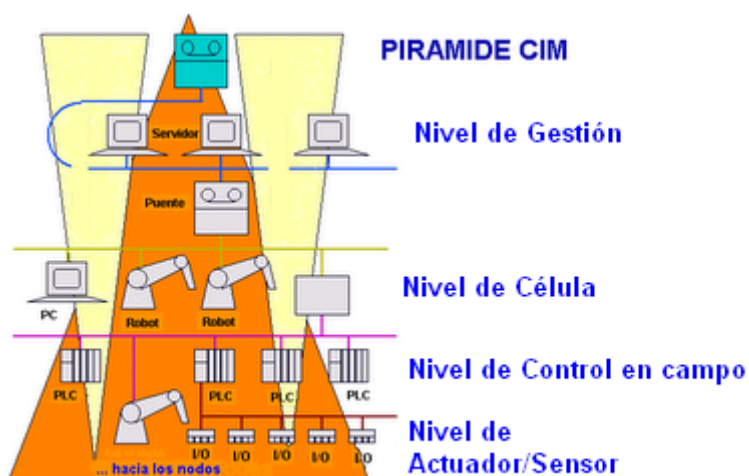 PIRAMIDE CIM
Servidor
Nivel de Gestión
Puente
Nivel de Célula
PC
Robot
Robot
Nivel de Control en campo
PLC
PLC
PLC
PLC
Nivel de
Actuador/Sensor
I/O
I/O
I/O
I/O
I/O
... hacia los nodos